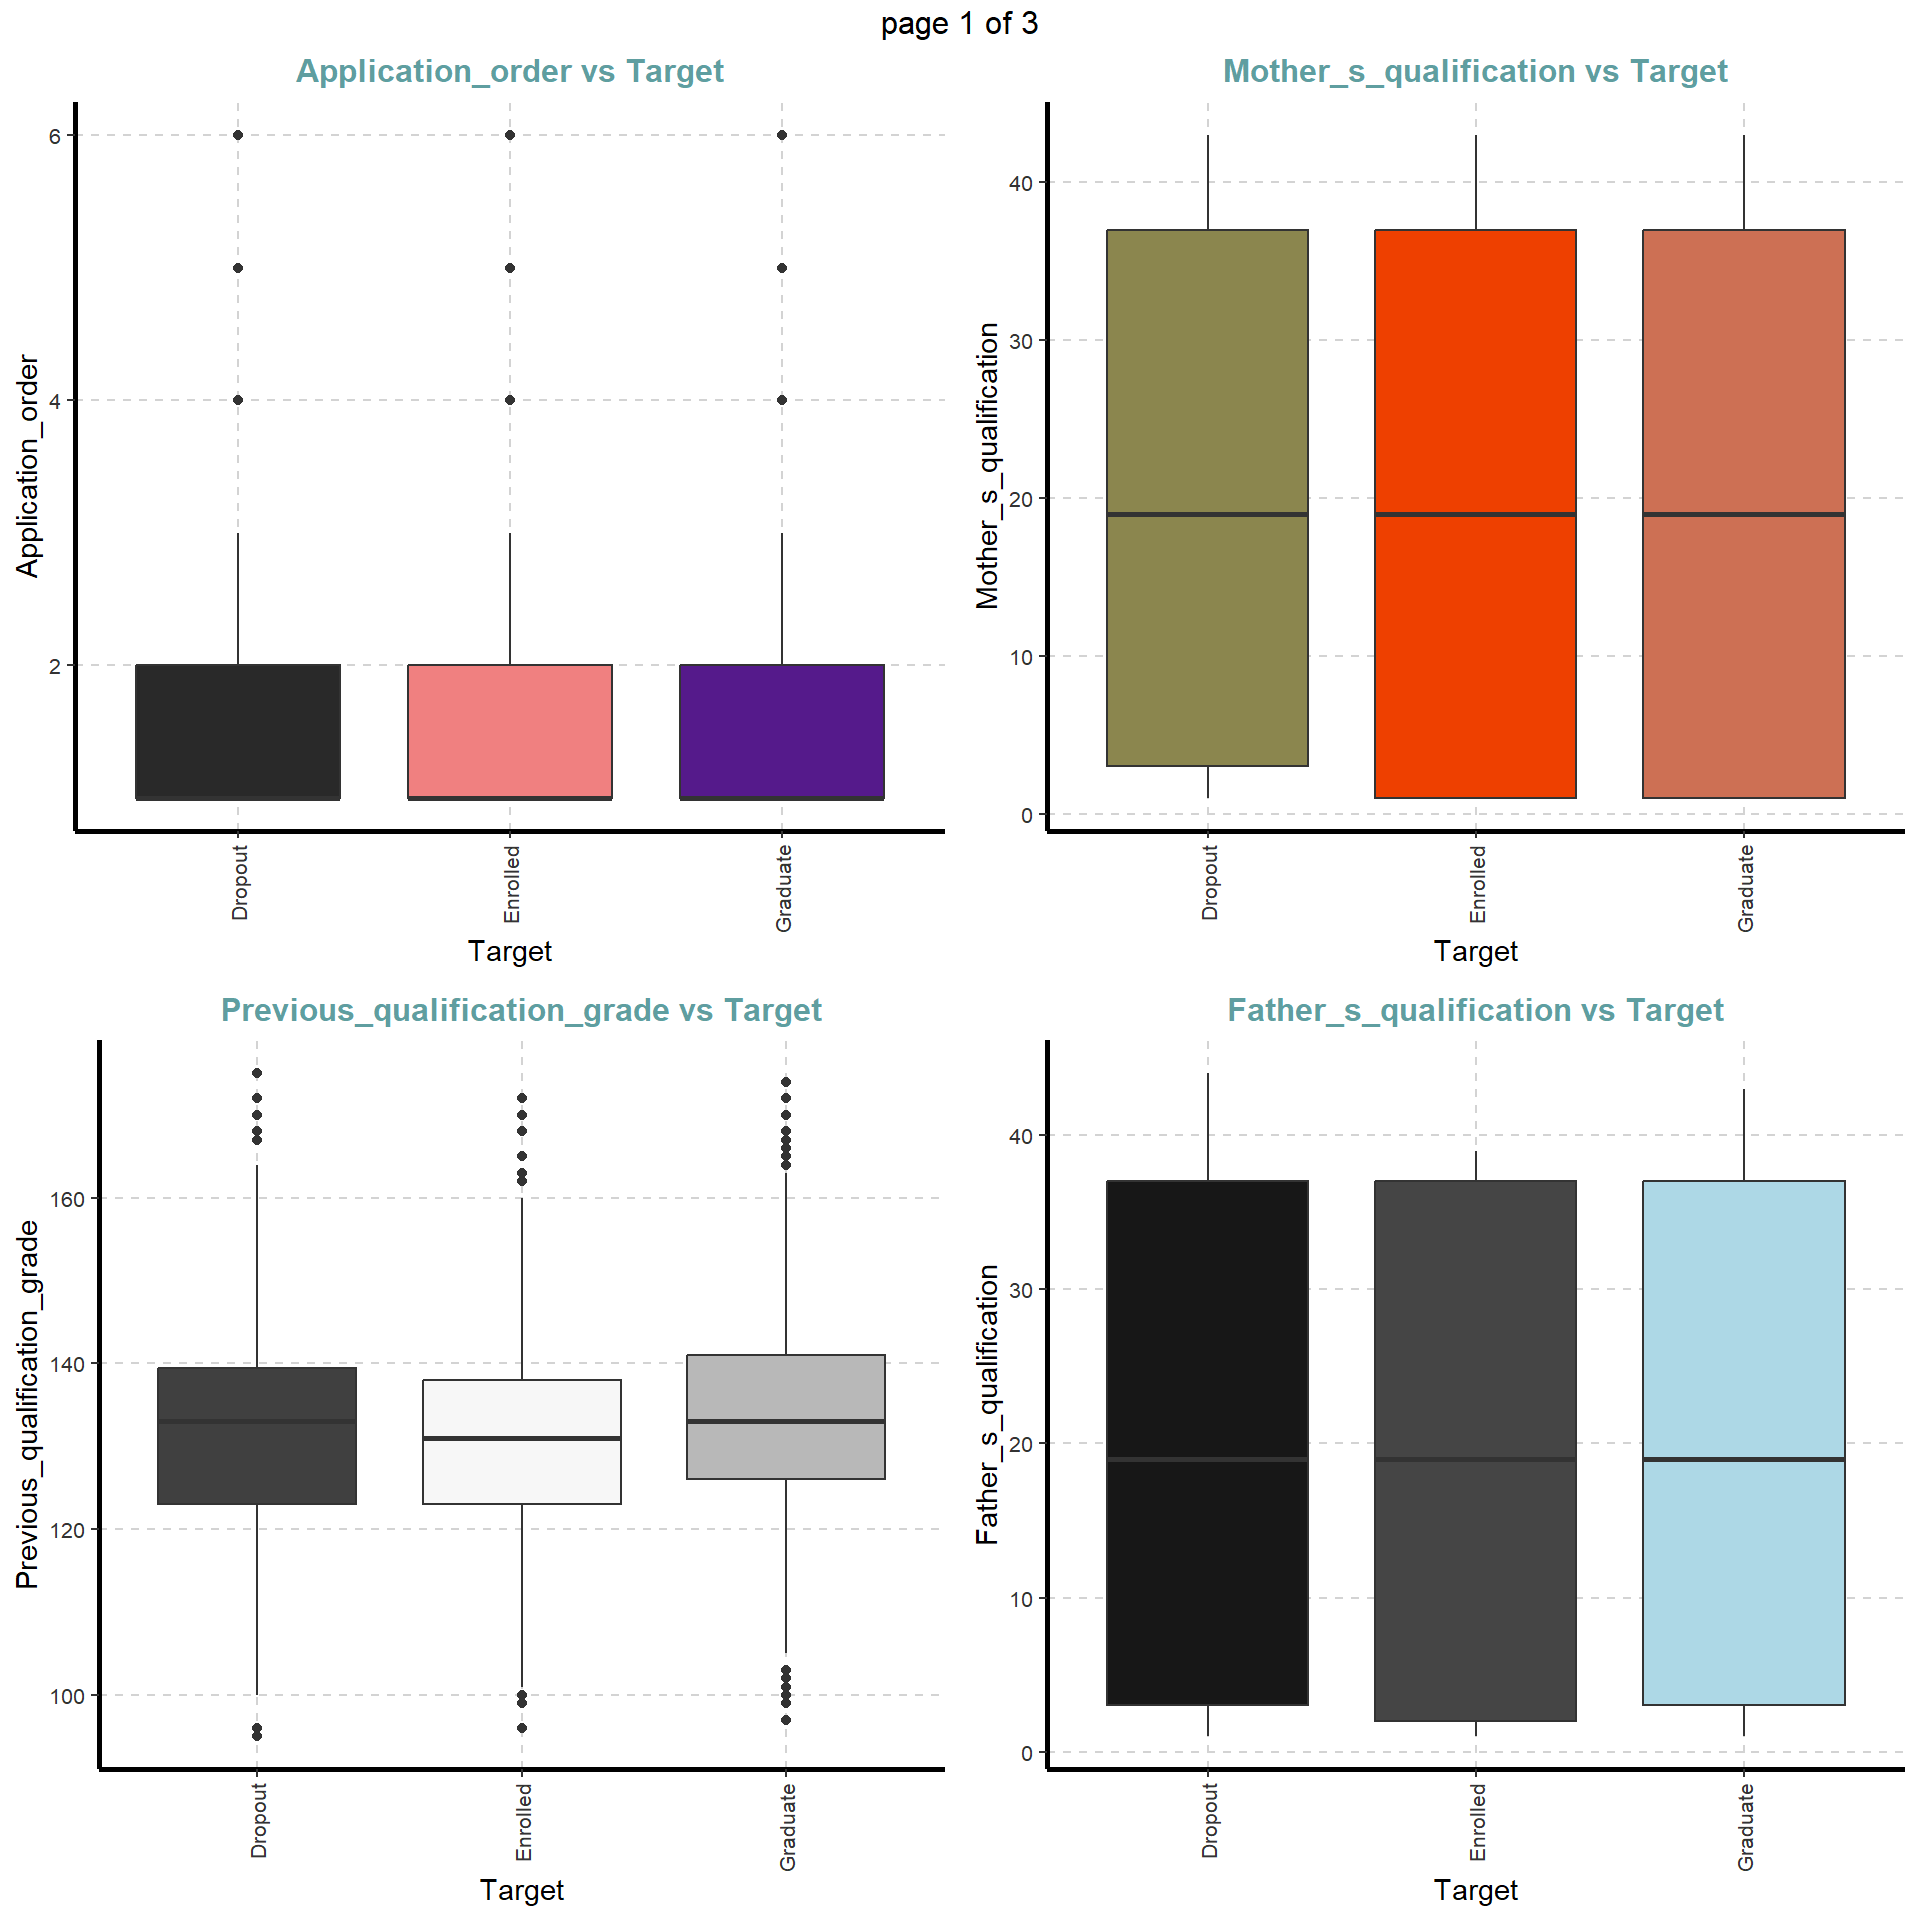 page 1 of 3
Application_order vs Target
Application_order
6
4
2
Dropout
Enrolled
Graduate
Target
Mother_s_qualification vs Target
Mother_s_qualification
40
30
20
10
0
Dropout
Enrolled
Graduate
Target
Previous_qualification_grade vs Target
Previous_qualification_grade
160
140
120
100
Dropout
Enrolled
Graduate
Target
Father_s_qualification vs Target
Father_s_qualification
40
30
20
10
0
Dropout
Enrolled
Graduate
Target